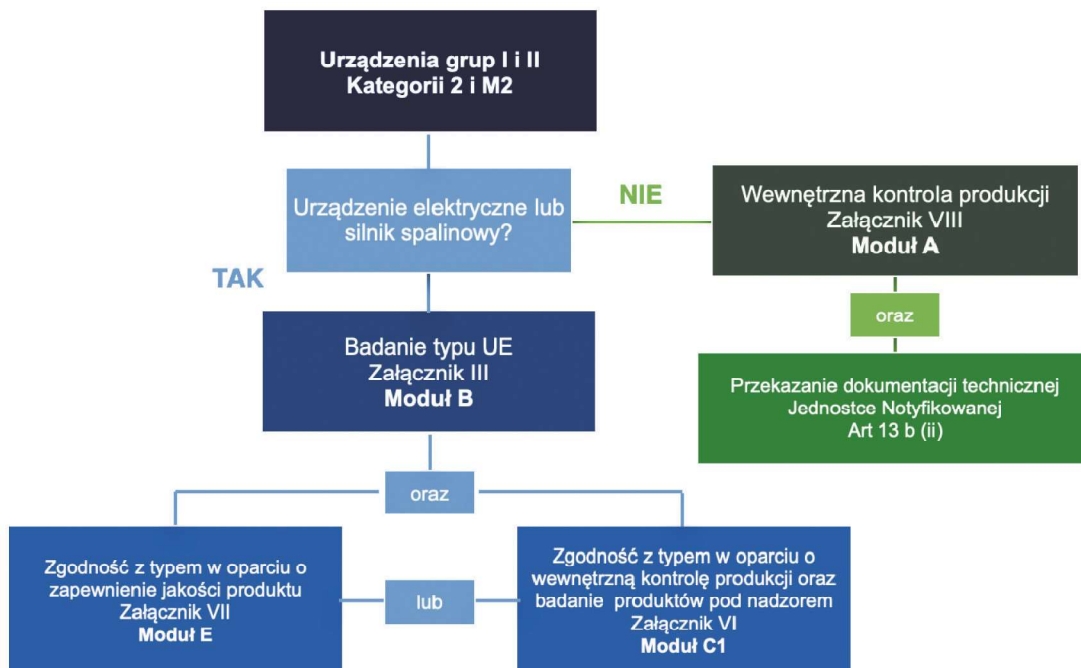 Urządzenia grup I i II
Kategorii 2 i M2
Urządzenie elektryczne lub
silnik spalinowy?
NIE
Wewnętrzna kontrola produkcji
Załącznik VIII
Moduł A
TAK
oraz
Badanie typu UE
Załącznik III
Moduł B
Przekazanie dokumentacji technicznej
Jednostce Notyfikowanej
Art 13 b (ii)
oraz
Zgodność z typem w oparciu o
zapewnienie jakości produktu
Załącznik VII
Moduł E
lub
Zgodność z typem w oparciu o
wewnętrzną kontrolę produkcji oraz
badanie produktów pod nadzorem
Załącznik VI
Moduł C1